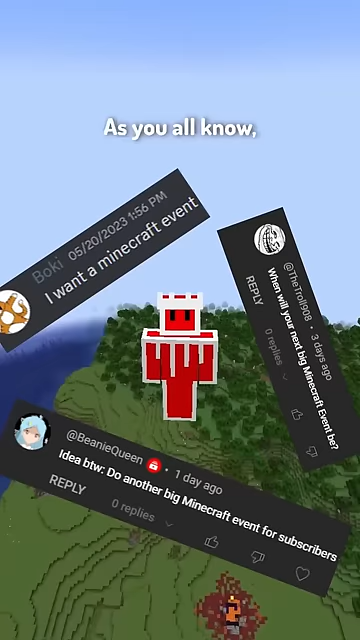 As you all know,
Boki 05/20/2023 1:56 PM
I want a minecraft event
@TheTroll908 • 3 days ago
When will your next big Minecraft Event be?
REPLY
0 replies
@BeanieQueen • 1 day ago
Idea btw: Do another big Minecraft event for subscribers
REPLY
0 replies